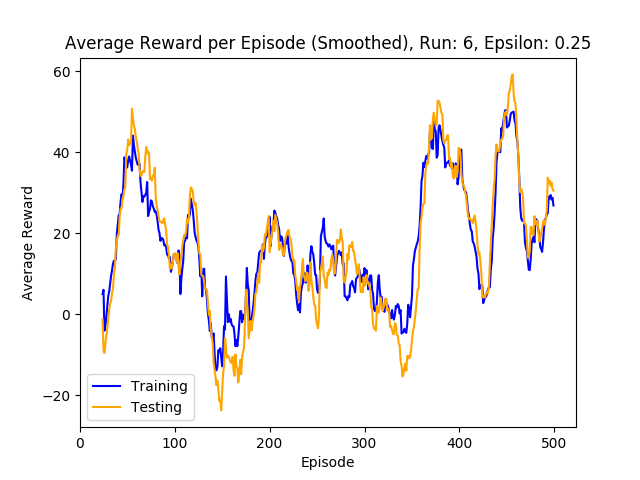 Average Reward per Episode (Smoothed), Run: 6, Epsilon: 0.25
60
40
20
0
−20
Average Reward
Training
Testing
0 100 200 300 400 500
Episode